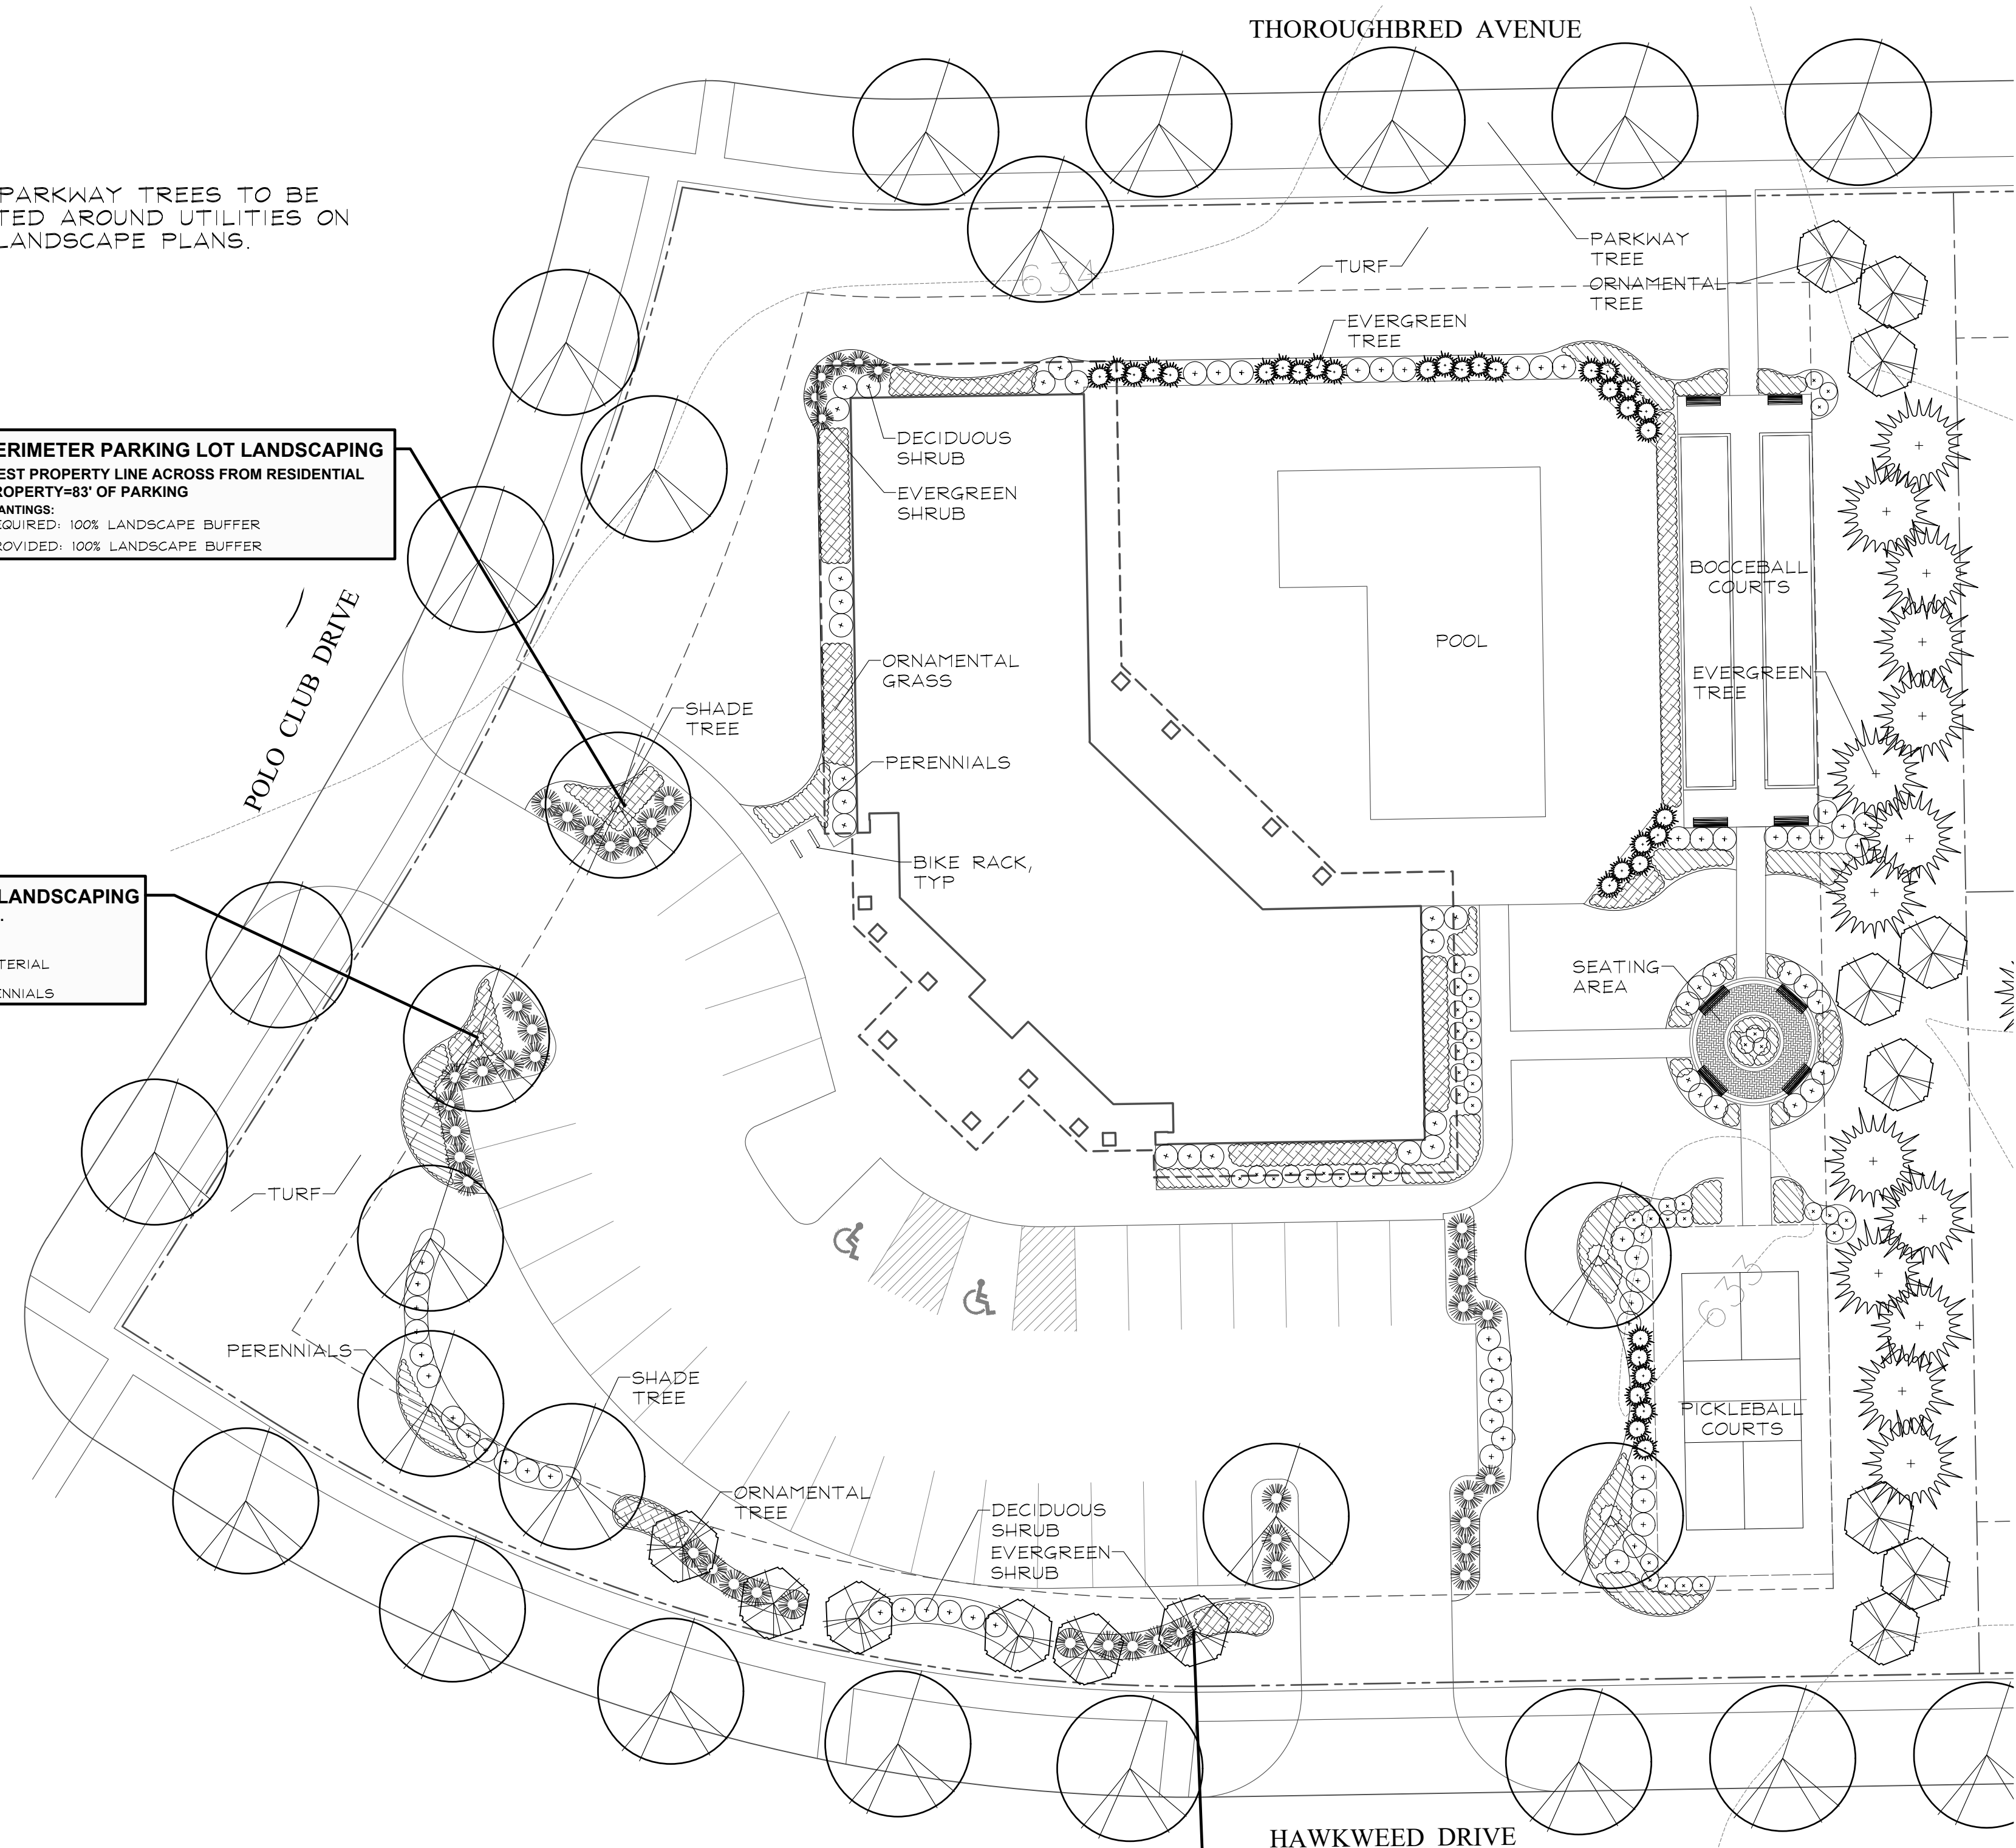 THOROUGHBRED AVENUE
PARKWAY TREES TO BE
TED AROUND UTILITIES ON
LANDSCAPE PLANS.
PARKWAY
TREE
TURF
ORNAMENTAL
TREE
634
EVERGREEN
TREE
ERIMETER PARKING LOT LANDSCAPING
EST PROPERTY LINE ACROSS FROM RESIDENTIAL
ROPERTY=83' OF PARKING
ANTINGS:
EQUIRED: 100% LANDSCAPE BUFFER
ROVIDED: 100% LANDSCAPE BUFFER
DECIDUOUS
SHRUB
EVERGREEN
SHRUB
BOCCEBALL
COURTS
POOL
POLO CLUB DRIVE
ORNAMENTAL
GRASS
EVERGREEN
TREE
SHADE
TREE
PERENNIALS
BIKE RACK,
TYP
LANDSCAPING
.
TERIAL
ENNIALS
SEATING
AREA
TURF
633
PERENNIALS
SHADE
TREE
PICKLEBALL
COURTS
ORNAMENTAL
TREE
DECIDUOUS
SHRUB
EVERGREEN
SHRUB
HAWKWEED DRIVE